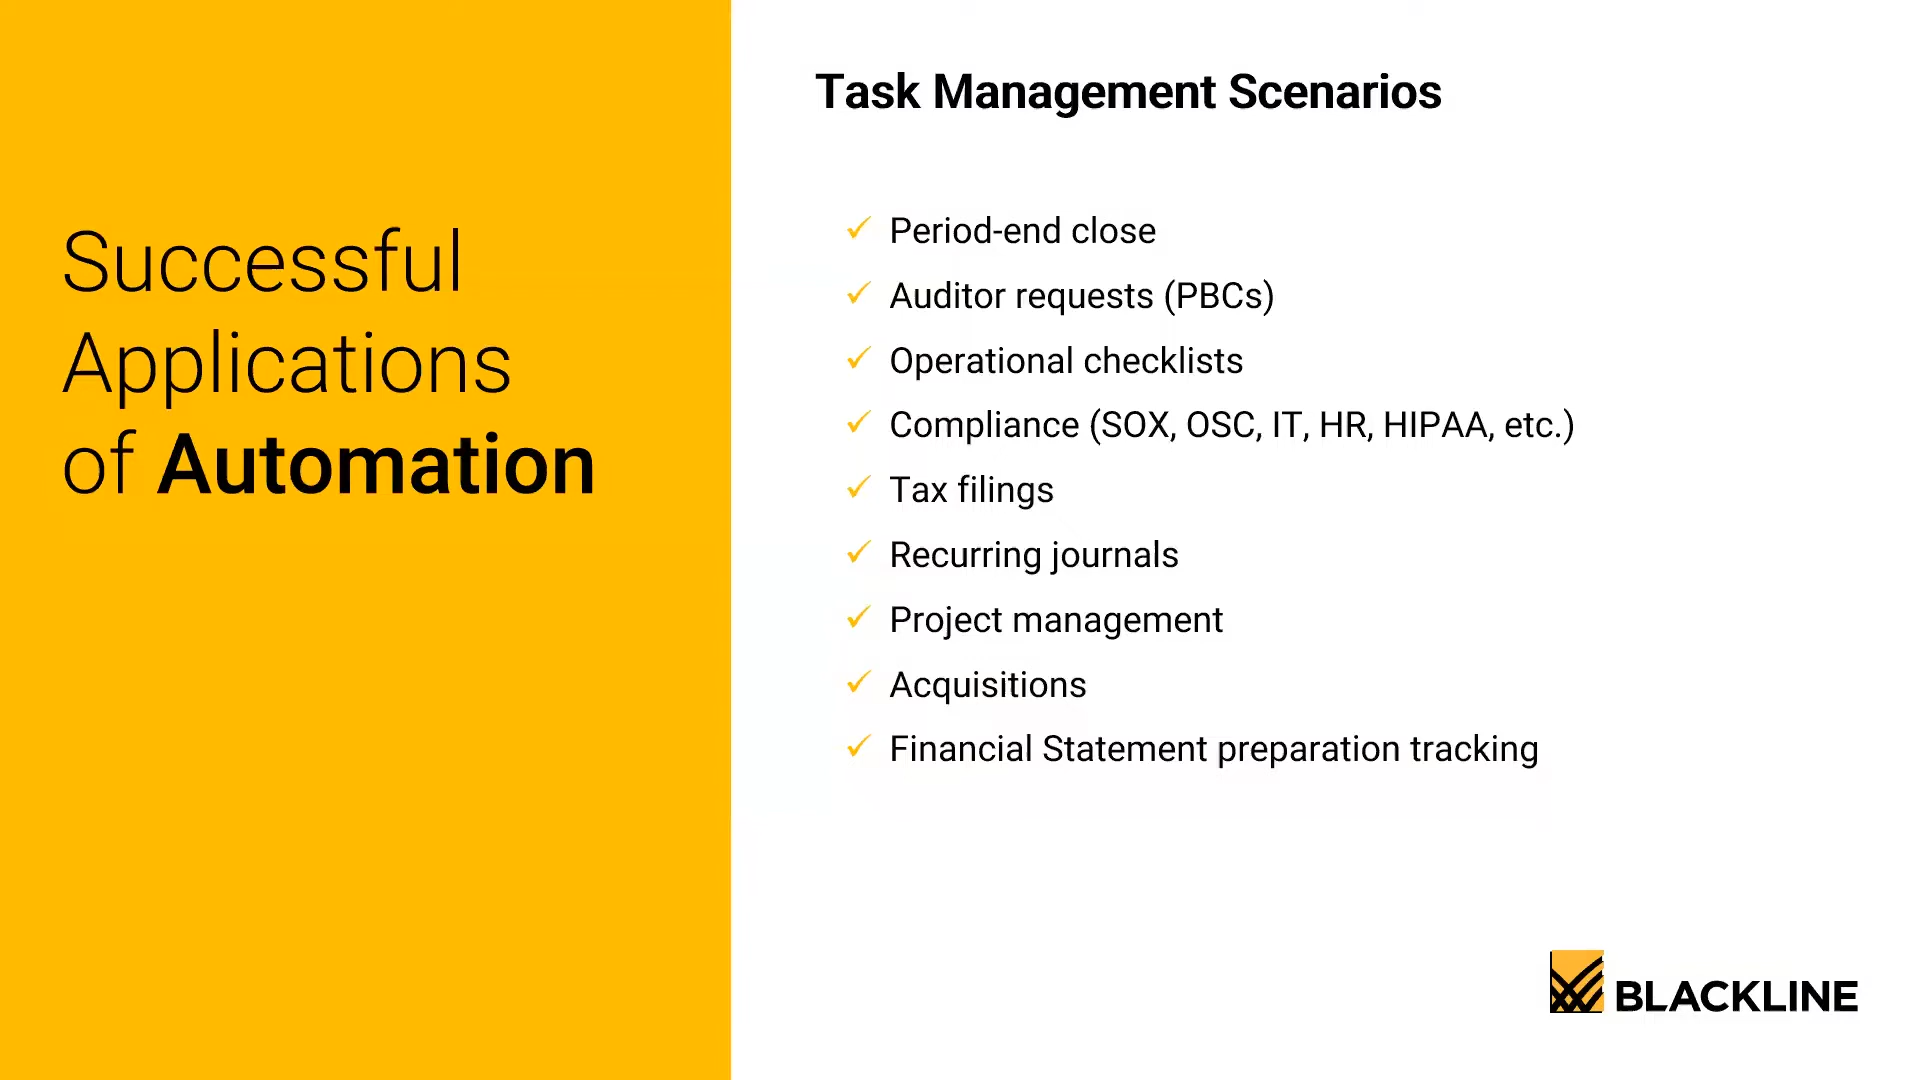 Successful
Applications
of Automation
Task Management Scenarios
Period-end close
Auditor requests (PBCs)
Operational checklists
Compliance (SOX, OSC, IT, HR, HIPAA, etc.)
Tax filings
Recurring journals
Project management
Acquisitions
Financial Statement preparation tracking
BLACKLINE